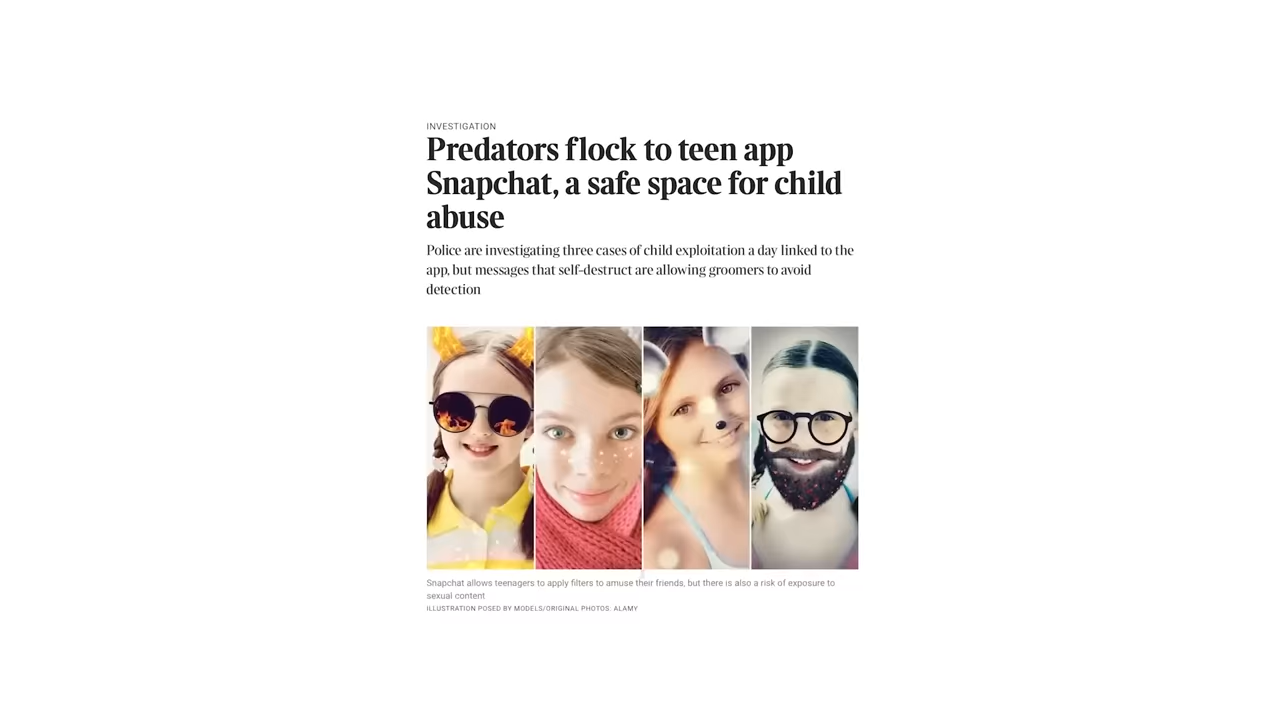 INVESTIGATION
Predators flock to teen app
Snapchat, a safe space for child
abuse
Police are investigating three cases of child exploitation a day linked to the
app, but messages that self-destruct are allowing groomers to avoid
detection
Snapchat allows teenagers to apply filters to amuse their friends, but there is also a risk of exposure to
sexual content
ILLUSTRATION POSED BY MODELS/ORIGINAL PHOTOS: ALAMY